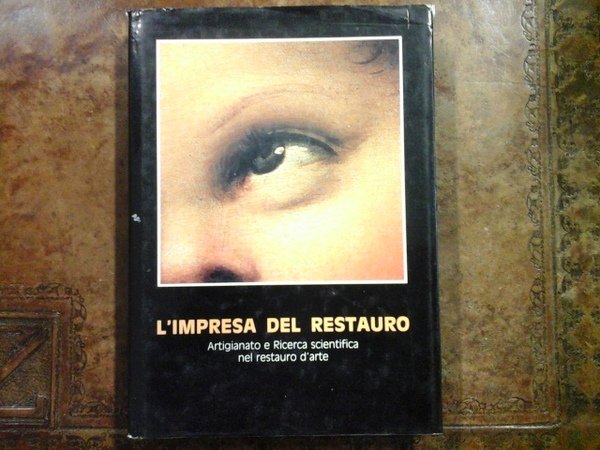 L'IMPRESA DEL RESTAURO
Artigianato e Ricerca scientifica
nel restauro d'arte